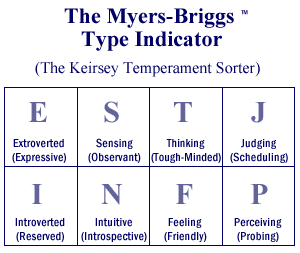 The Myers-Briggs ™
Type Indicator
(The Keirsey Temperament Sorter)
E S T J
Extroverted Sensing Thinking Judging
(Expressive) (Observant) (Tough-Minded) (Scheduling)
I N F P
Introverted Intuitive Feeling Perceiving
(Reserved) (Introspective) (Friendly) (Probing)